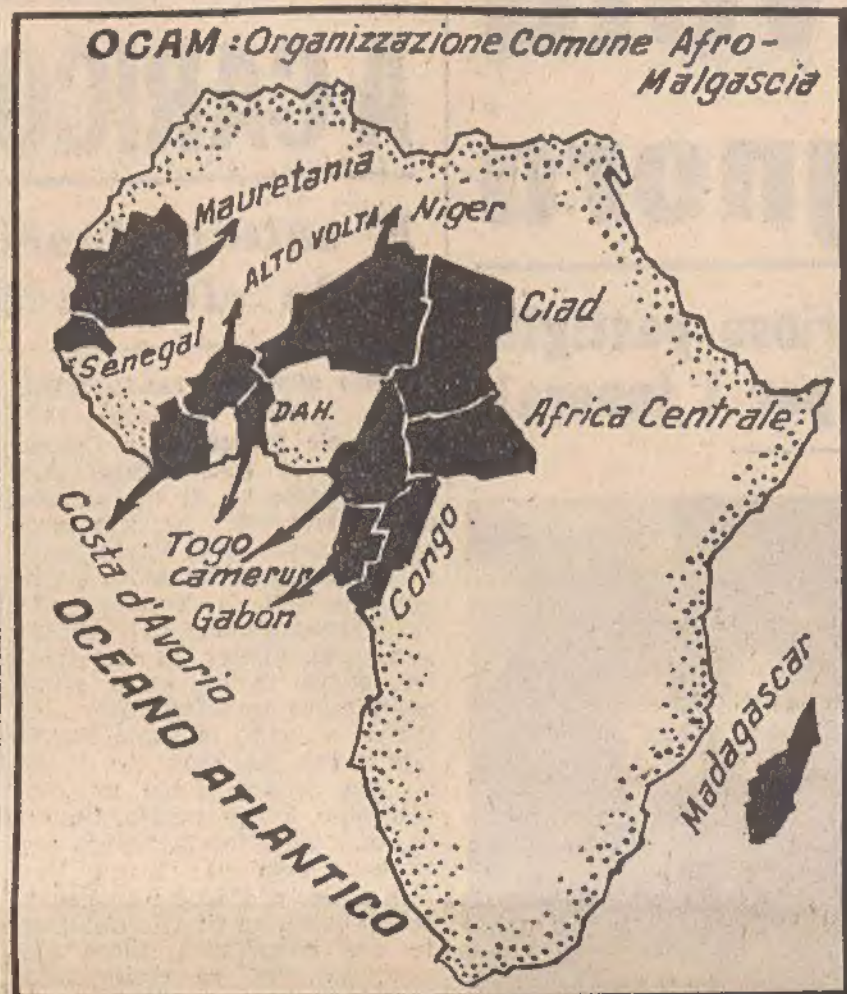 OCAM : Organizzazione Comune Afro-
Malgascia
Mauretania
ALTO VOLTA
Niger
Ciad
Senegal
DAH.
Africa Centrale
Costa d'Avorio
Togo
camerur
Gabon
Congo
OCEANO ATLANTICO
Madagascar